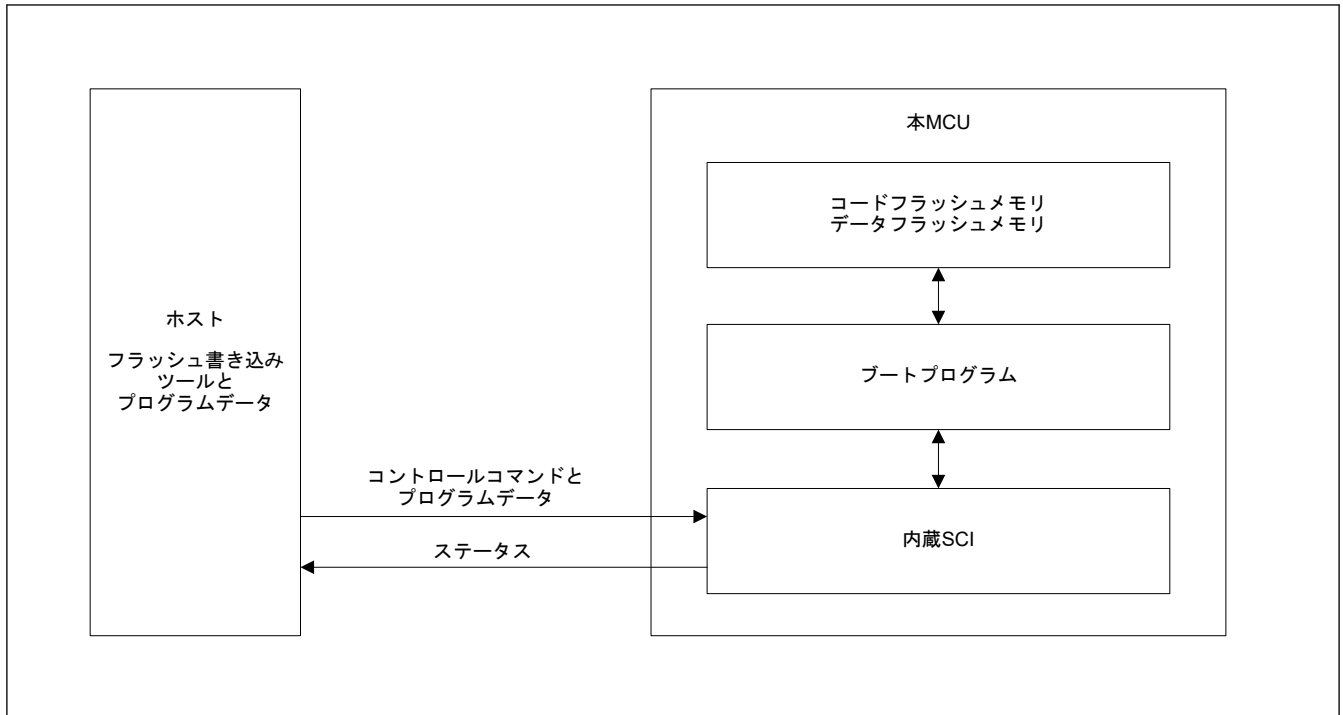 ホスト
フラッシュ書き込み
ツールと
プログラムデータ
コントロールコマンドと
プログラムデータ
ステータス
本MCU
コードフラッシュメモリ
データフラッシュメモリ
ブートプログラム
内蔵SCI